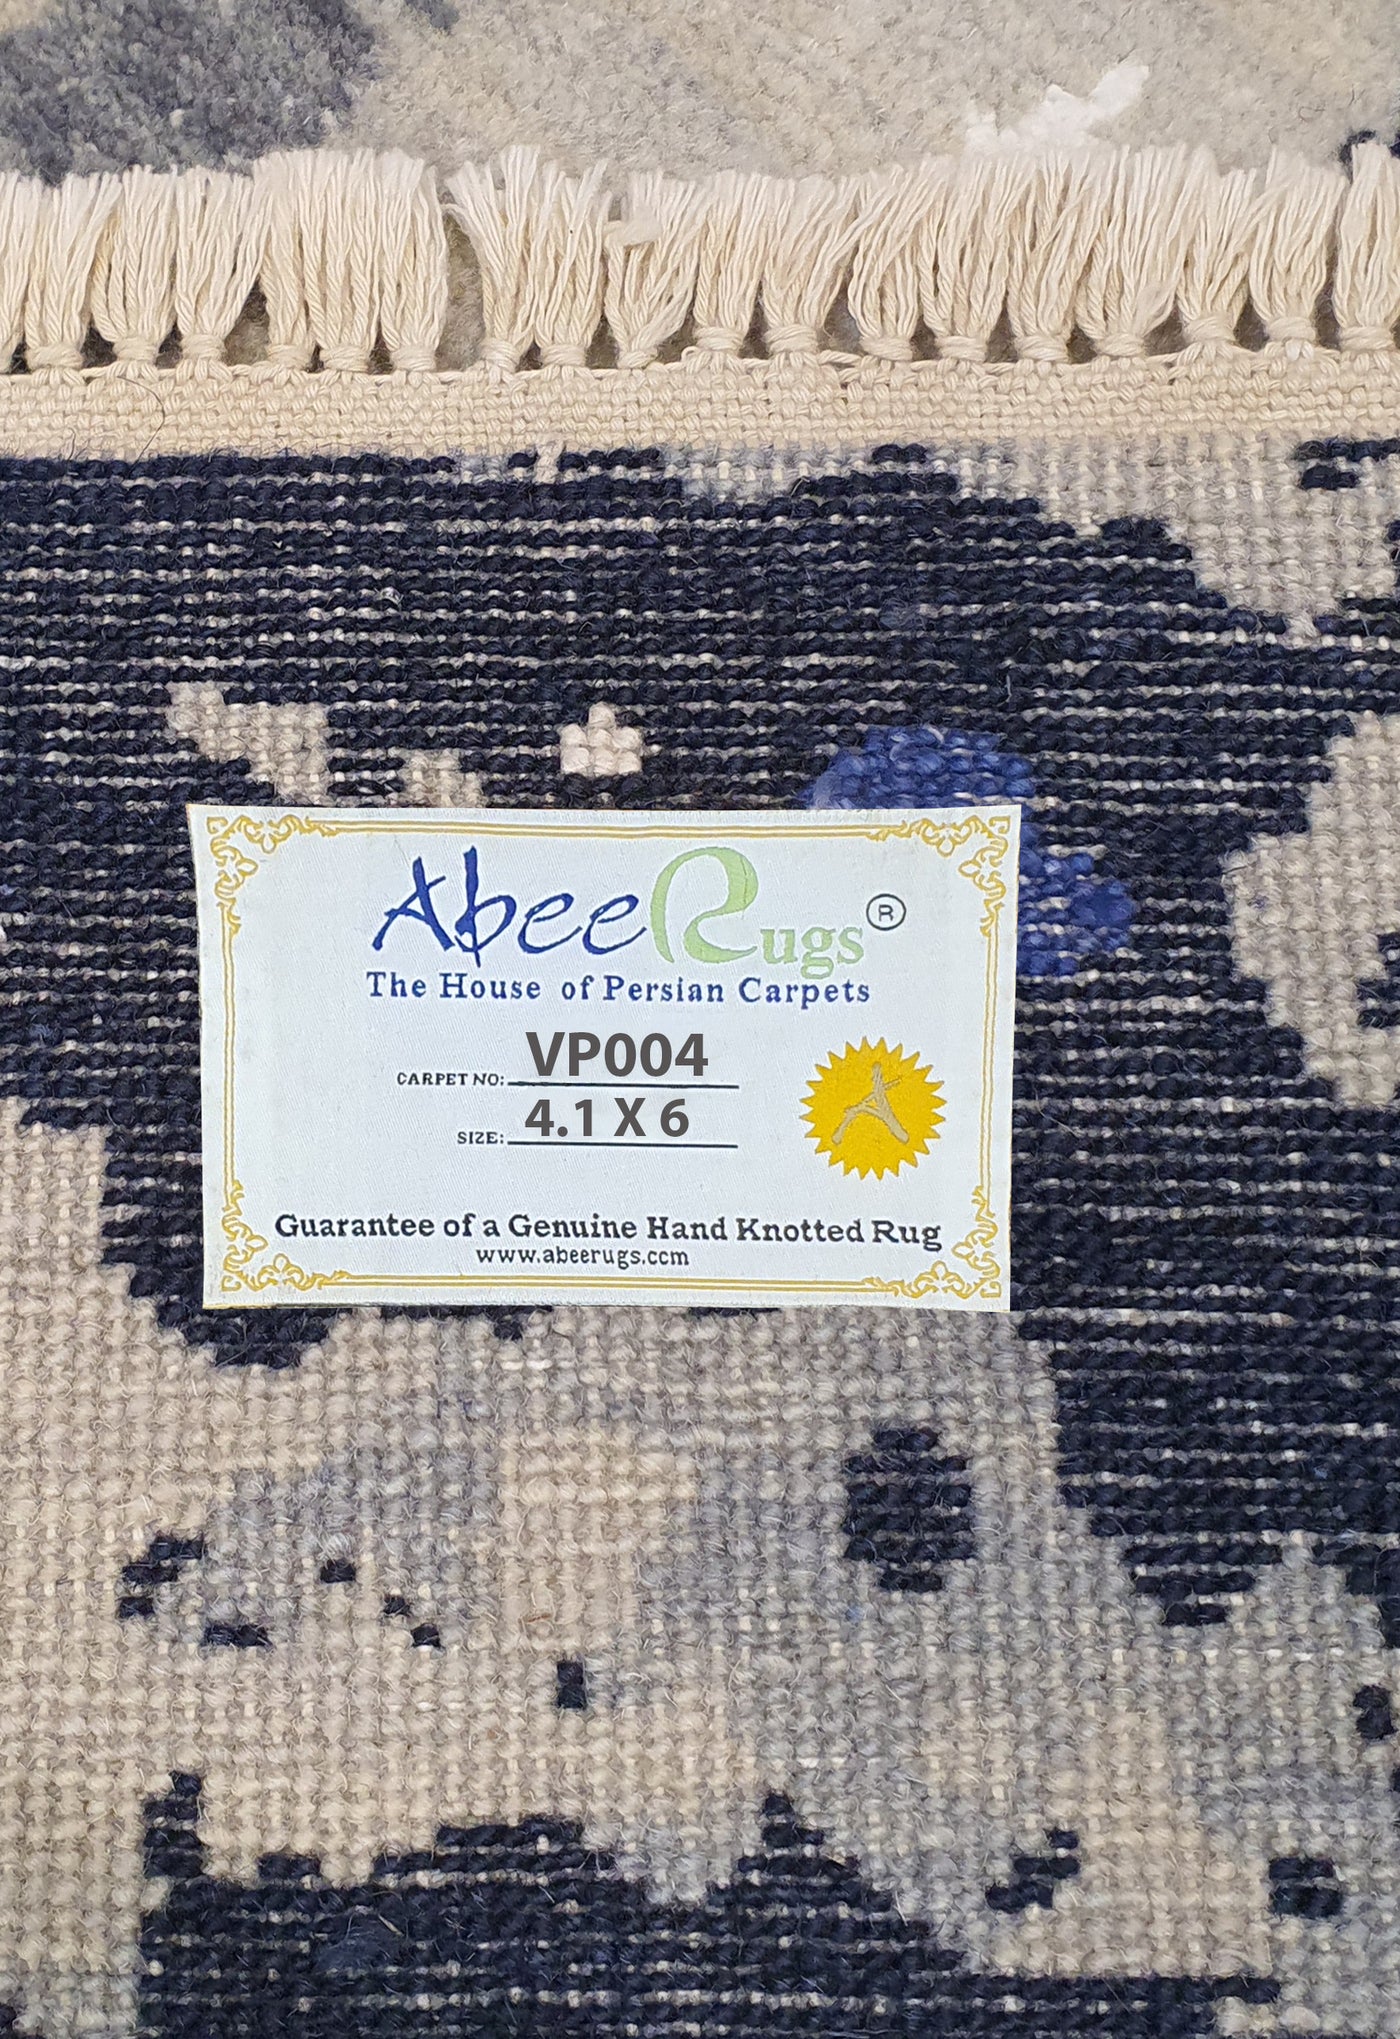 AbeeRugs®
The House of Persian Carpets
CARPET NO: VP004
SIZE: 4.1 X 6
Guarantee of a Genuine Hand Knotted Rug
www.abeerugs.com